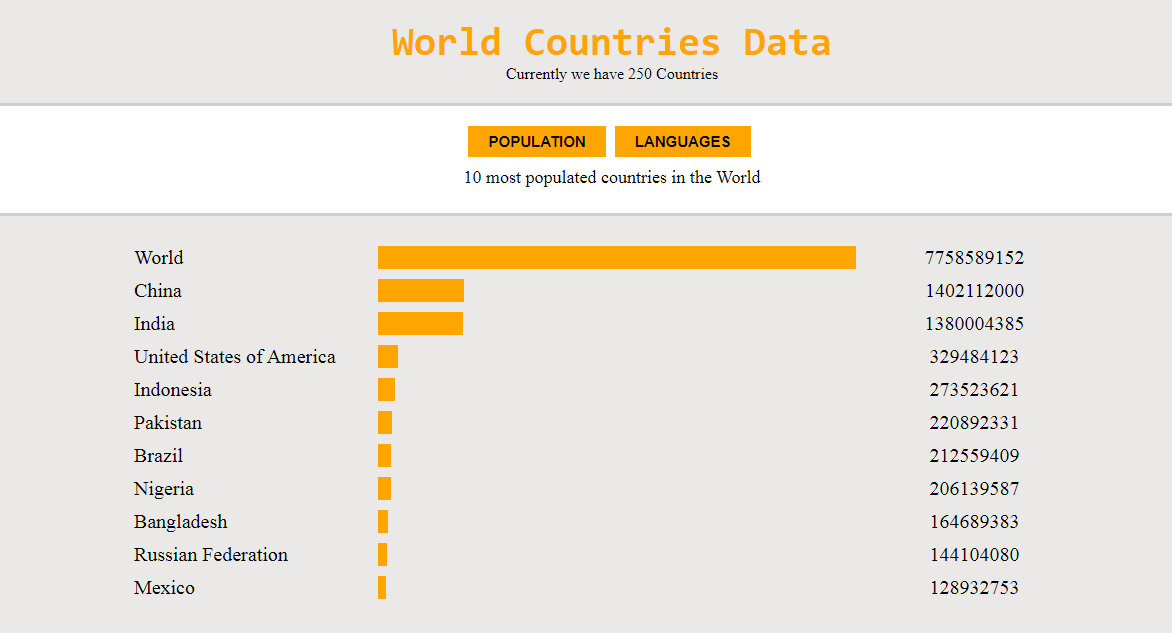 World Countries Data
Currently we have 250 Countries
POPULATION LANGUAGES
10 most populated countries in the World
World 7758589152
China 1402112000
India 1380004385
United States of America 329484123
Indonesia 273523621
Pakistan 220892331
Brazil 212559409
Nigeria 206139587
Bangladesh 164689383
Russian Federation 144104080
Mexico 128932753